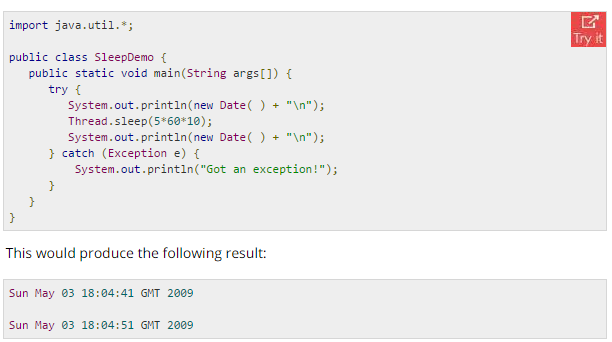 import java.util.*;
Try it
public class SleepDemo {
public static void main(String args[]) {
try {
System.out.println(new Date( ) + "\n");
Thread.sleep(5*60*10);
System.out.println(new Date( ) + "\n");
} catch (Exception e) {
System.out.println("Got an exception!");
}
}
}
This would produce the following result:
Sun May 03 18:04:41 GMT 2009
Sun May 03 18:04:51 GMT 2009